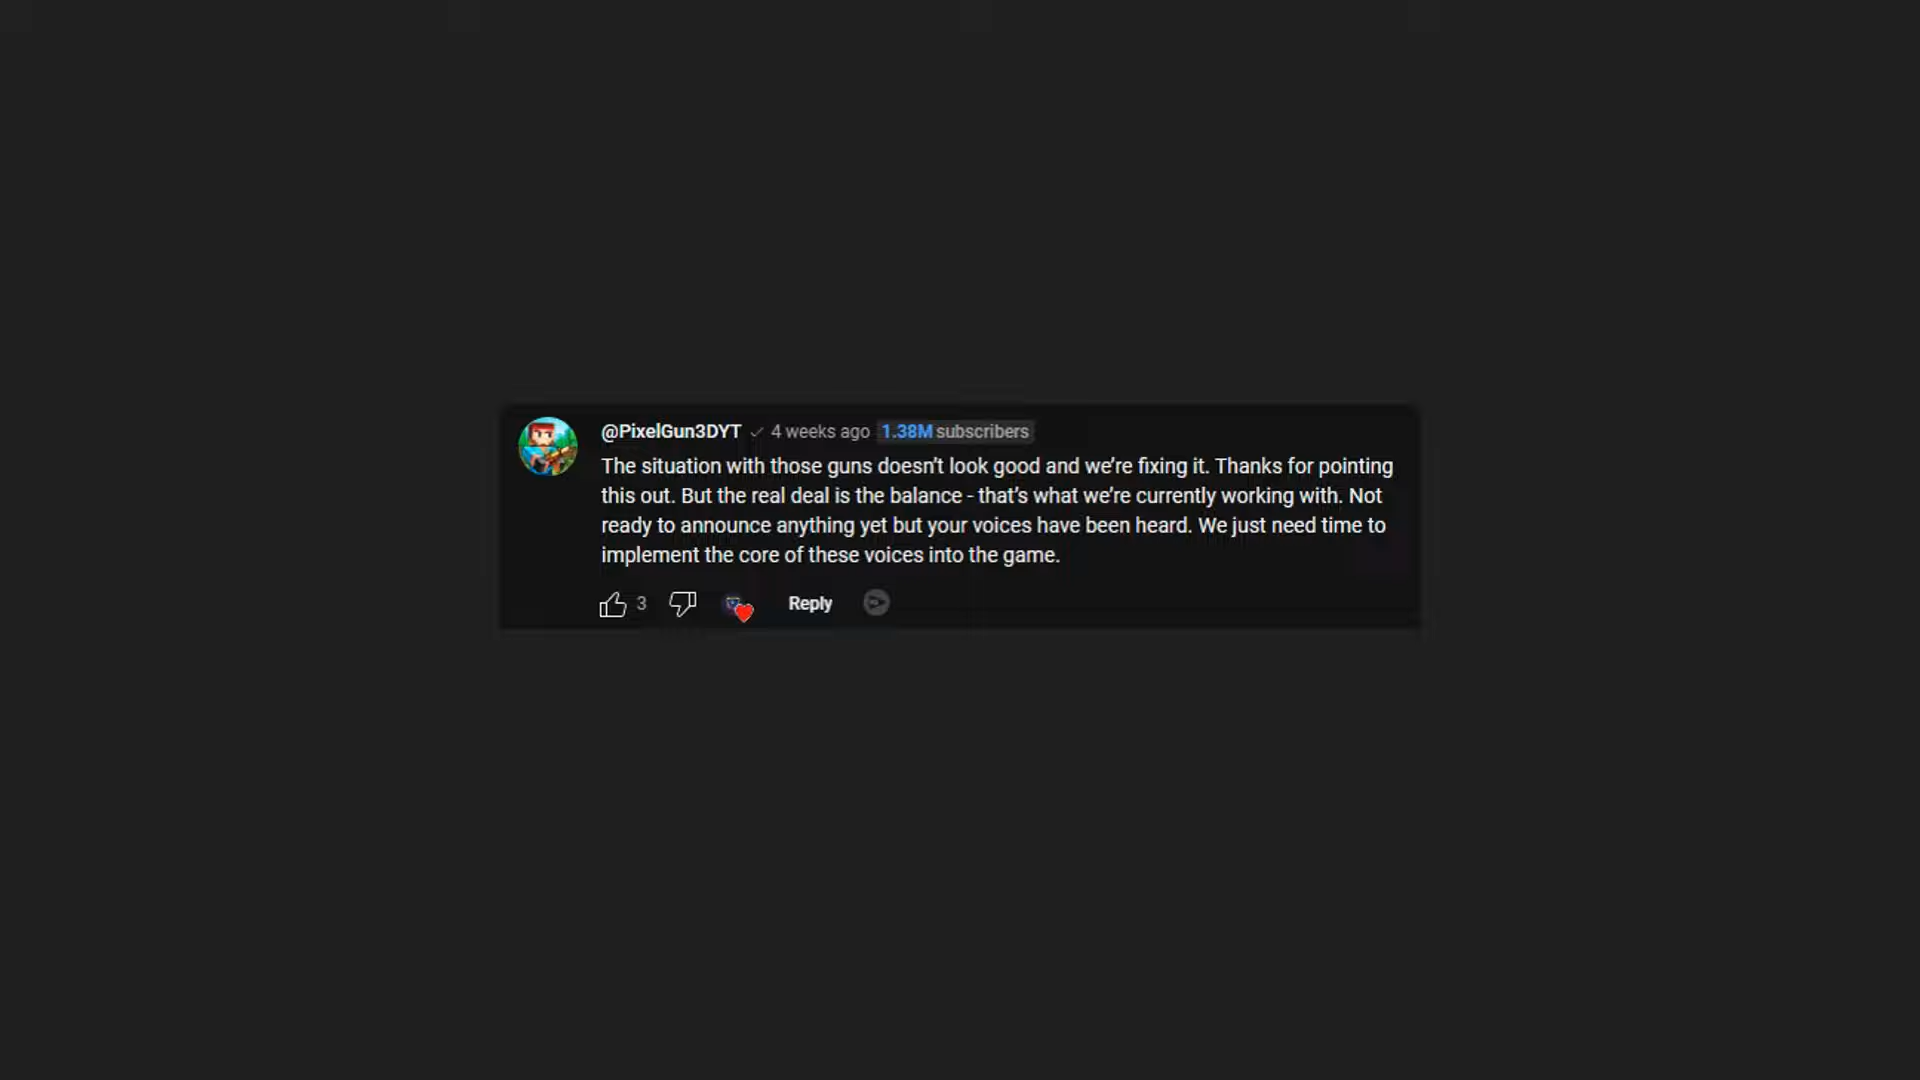 @PixelGun3DYT 4 weeks ago 1.38M subscribers
The situation with those guns doesn’t look good and we’re fixing it. Thanks for pointing
this out. But the real deal is the balance - that’s what we’re currently working with. Not
ready to announce anything yet but your voices have been heard. We just need time to
implement the core of these voices into the game.
3 Reply